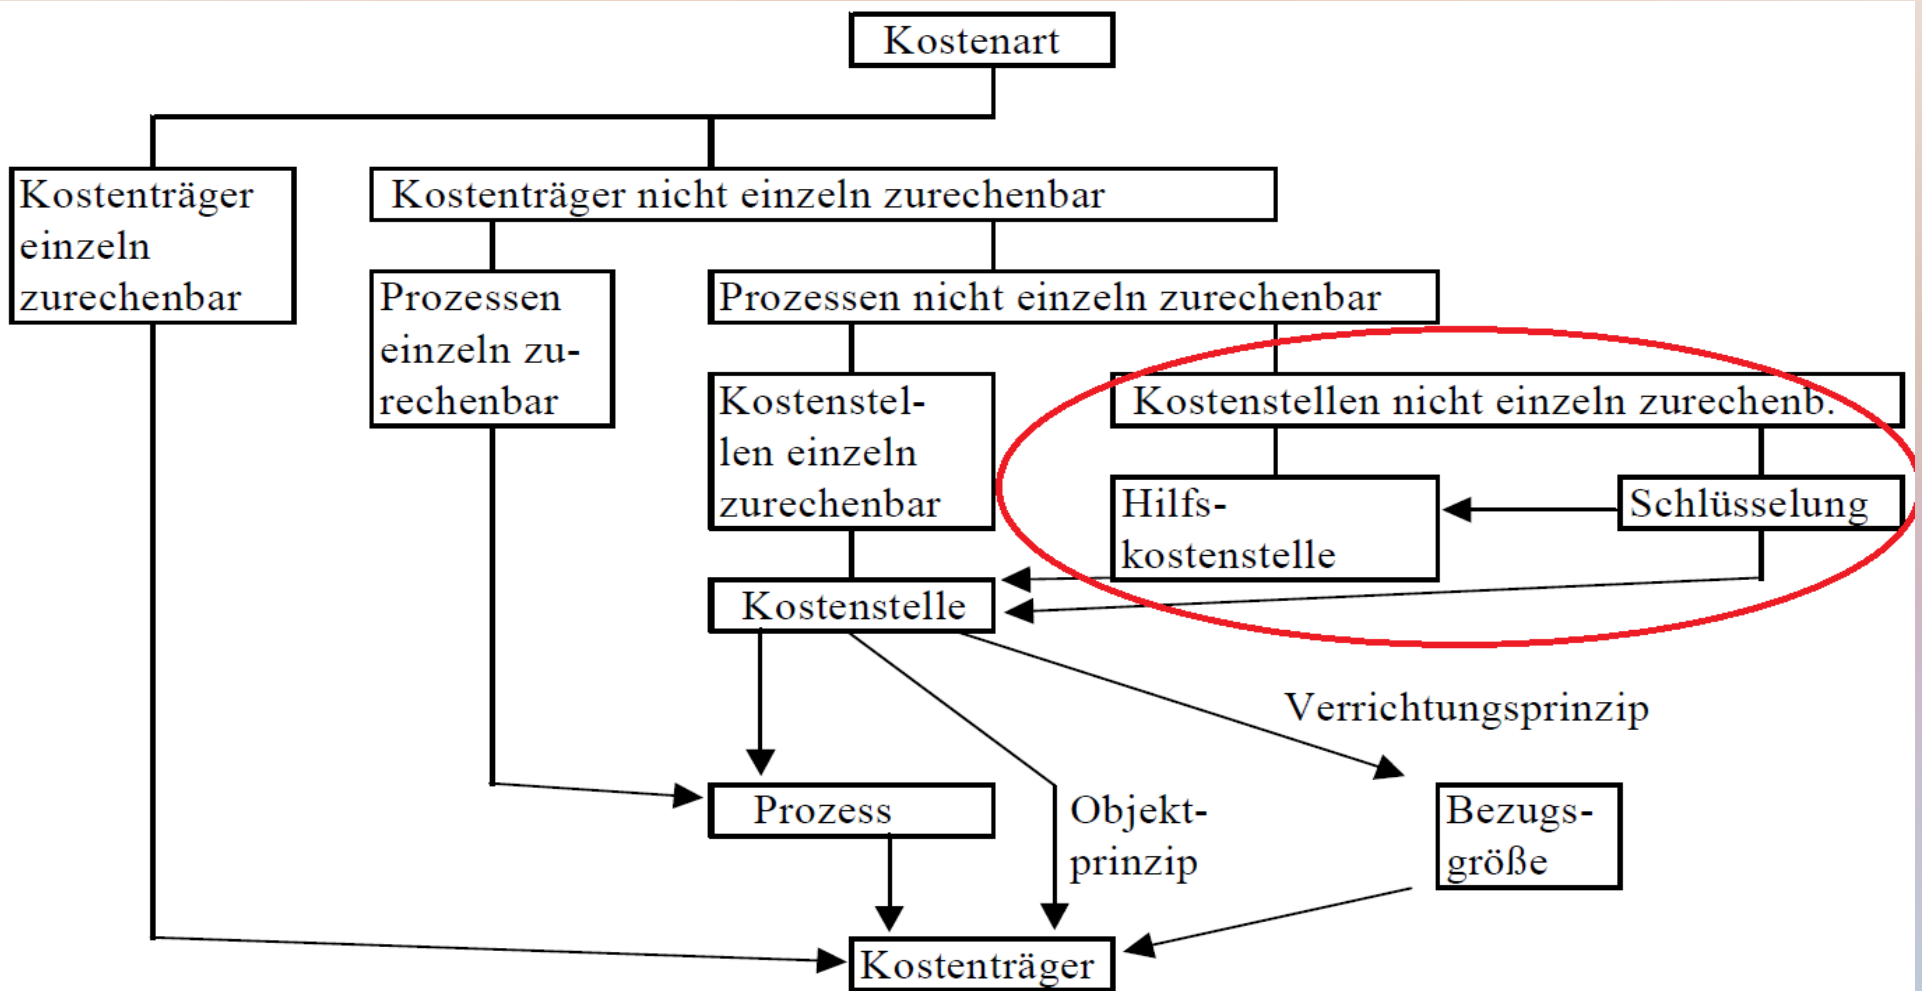 Kostenart
Kostenträger
einzeln
zurechenbar
Kostenträger nicht einzeln zurechenbar
Prozessen
einzeln zu-
rechenbar
Prozessen nicht einzeln zurechenbar
Kostenstel-
len einzeln
zurechenbar
Kostenstellen nicht einzeln zurechenb.
Hilfs-
kostenstelle
Schlüsselung
Kostenstelle
Verrichtungsprinzip
Prozess
Objekt-
prinzip
Bezugs-
größe
Kostenträger